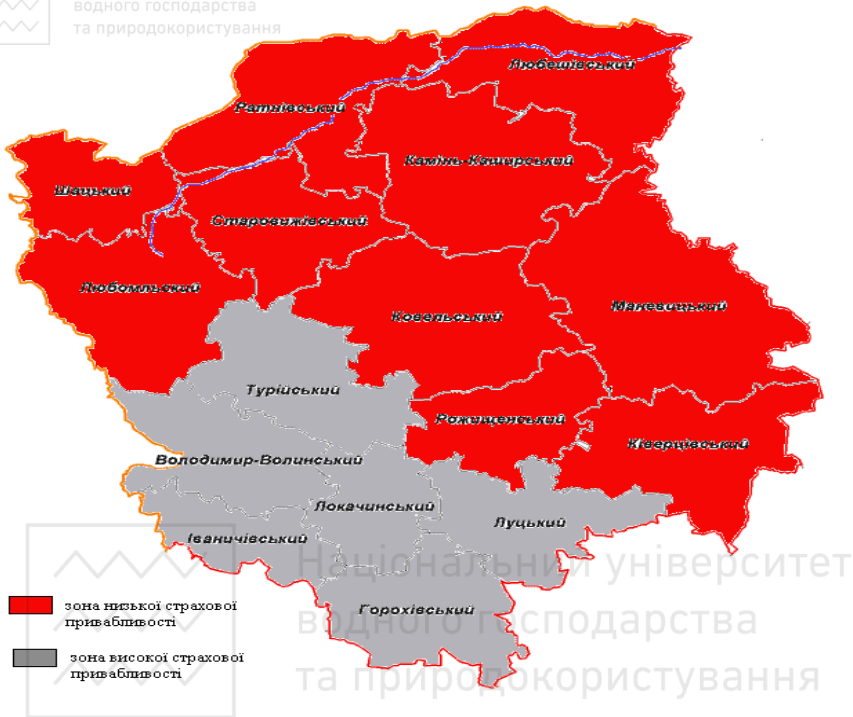 водного господарства
та природокористування
Любешівський
Ратнівський
Камінь-Каширський
Шацький
Старовижівський
Любомльський
Ковельський
Маневицький
Турійський
Рожищенський
Ківерцівський
Володимир-Волинський
Локачинський
Луцький
Іваничівський
Національний університет
Горохівський
водного господарства
та природокористування
зона низької страхової
привабливості
зона високої страхової
привабливості